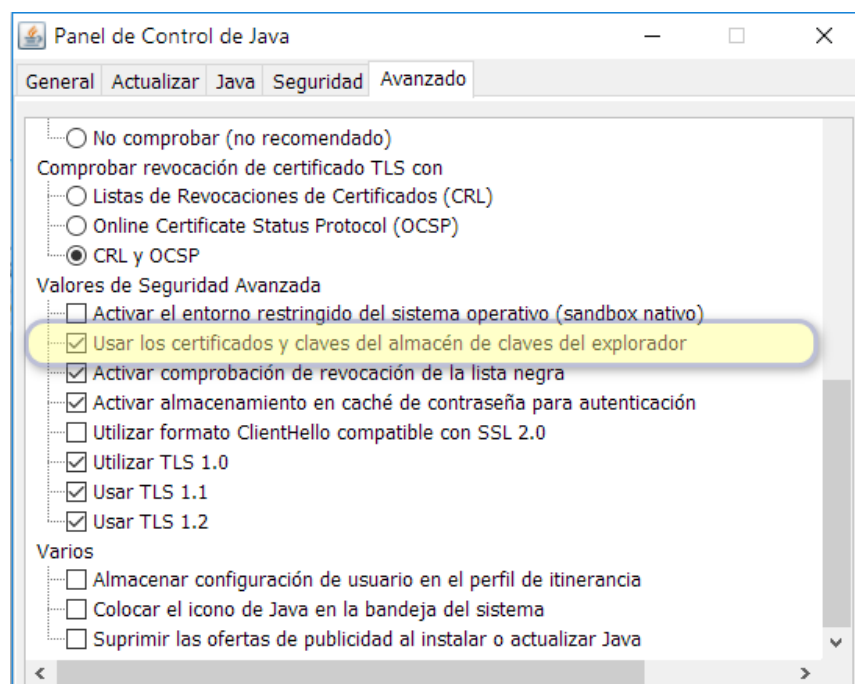 Panel de Control de Java
General Actualizar Java Seguridad Avanzado
No comprobar (no recomendado)
Comprobar revocación de certificado TLS con
Listas de Revocaciones de Certificados (CRL)
Online Certificate Status Protocol (OCSP)
CRL y OCSP
Valores de Seguridad Avanzada
Activar el entorno restringido del sistema operativo (sandbox nativo)
Usar los certificados y claves del almacén de claves del explorador
Activar comprobación de revocación de la lista negra
Activar almacenamiento en caché de contraseña para autenticación
Utilizar formato ClientHello compatible con SSL 2.0
Utilizar TLS 1.0
Usar TLS 1.1
Usar TLS 1.2
Varios
Almacenar configuración de usuario en el perfil de itinerancia
Colocar el icono de Java en la bandeja del sistema
Suprimir las ofertas de publicidad al instalar o actualizar Java